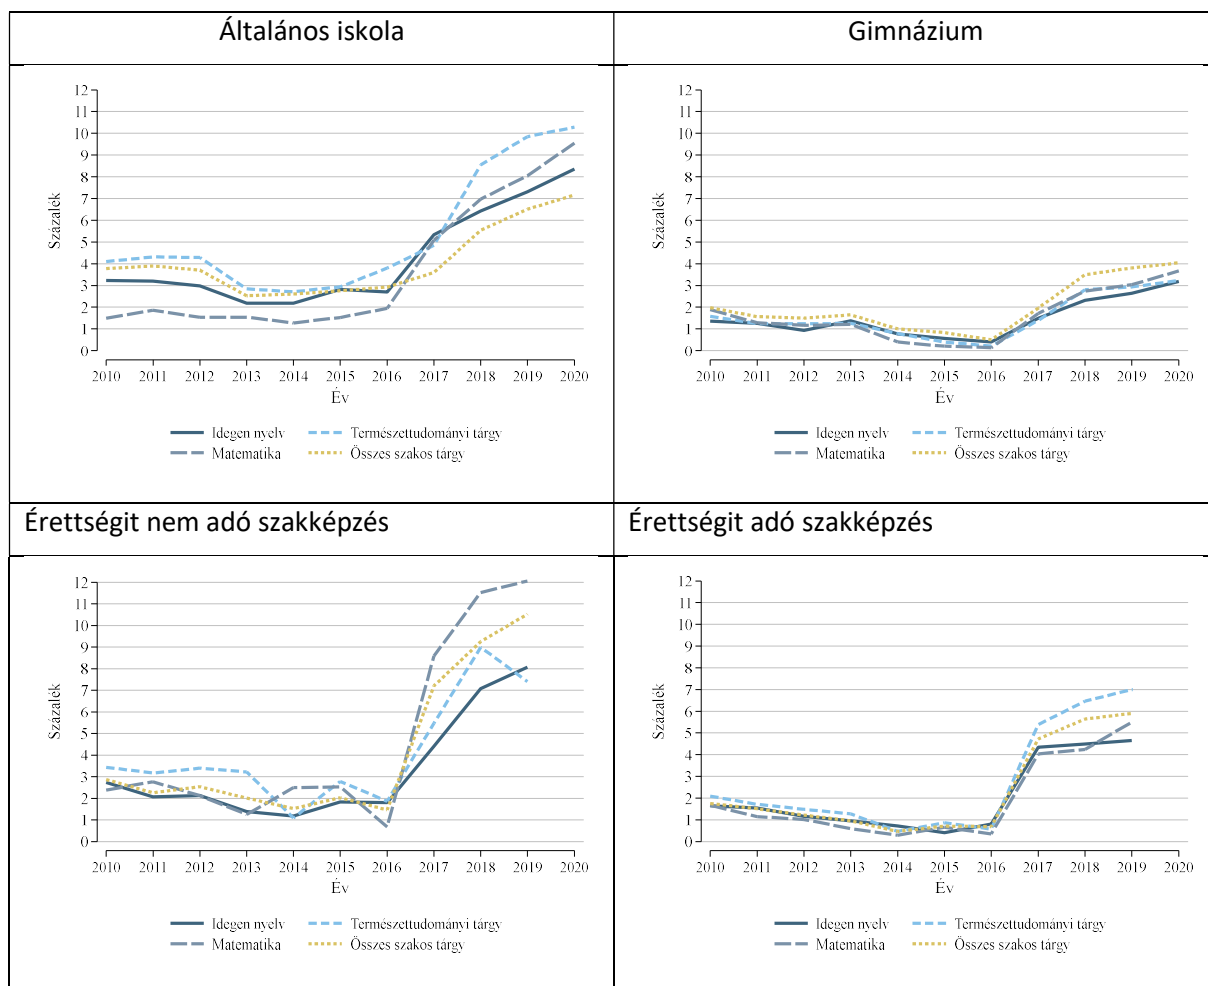 Általános iskola
Gimnázium
12
11
10
9
8
7
6
5
4
3
2
1
0
Százalék
2010 2011 2012 2013 2014 2015 2016 2017 2018 2019 2020
Év
Idegen nyelv Természettudományi tárgy
Matematika Összes szakos tárgy
12
11
10
9
8
7
6
5
4
3
2
1
0
Százalék
2010 2011 2012 2013 2014 2015 2016 2017 2018 2019 2020
Év
Idegen nyelv Természettudományi tárgy
Matematika Összes szakos tárgy
Érettségit nem adó szakképzés
Érettségit adó szakképzés
12
11
10
9
8
7
6
5
4
3
2
1
0
Százalék
2010 2011 2012 2013 2014 2015 2016 2017 2018 2019 2020
Év
Idegen nyelv Természettudományi tárgy
Matematika Összes szakos tárgy
12
11
10
9
8
7
6
5
4
3
2
1
0
Százalék
2010 2011 2012 2013 2014 2015 2016 2017 2018 2019 2020
Év
Idegen nyelv Természettudományi tárgy
Matematika Összes szakos tárgy